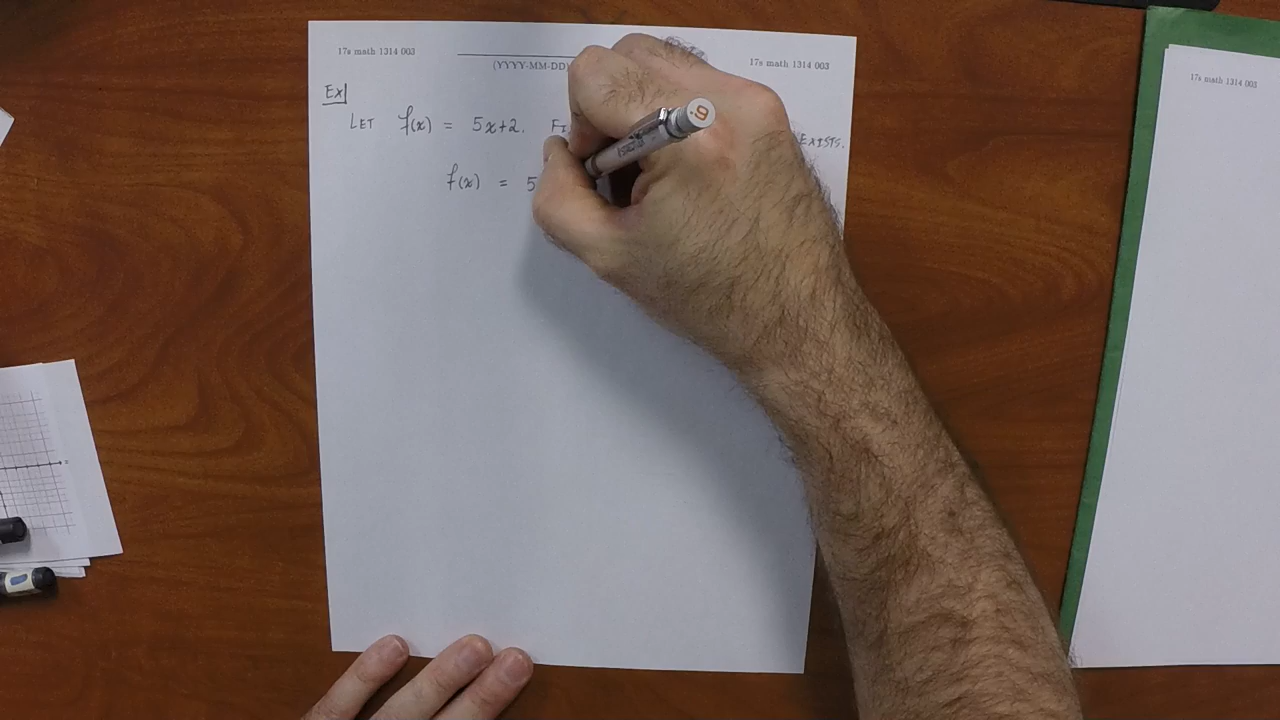 17s math 1314 003
(YYYY-MM-DD)
17s math 1314 003
17s math 1314 003
Ex
LET f(x) = 5x+2. EXISTS.
f(x) = 5